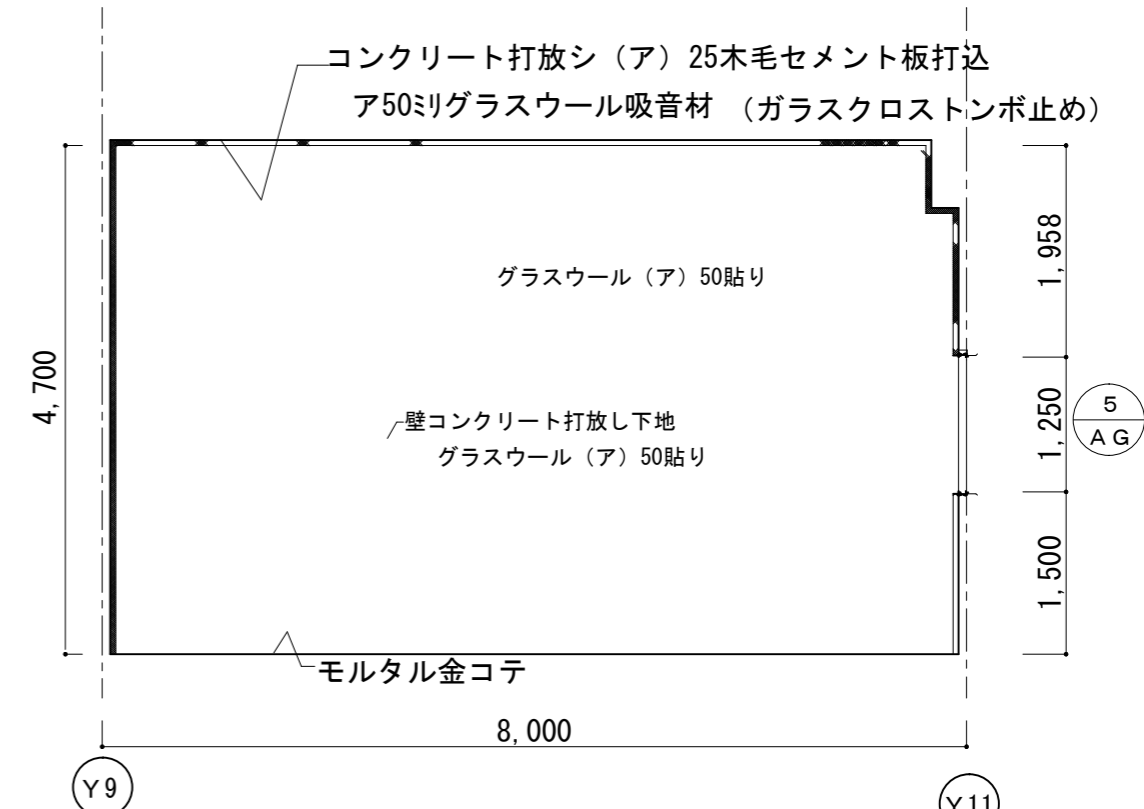 コンクリート打放シ（ア）25木毛セメント板打込
ア50ﾐﾘグラスウール吸音材 （ガラスクロストンボ止め）
グラスウール（ア）50貼り
1,958
4,700
壁コンクリート打放し下地
グラスウール（ア）50貼り
1,250
5
AG
1,500
モルタル金コテ
8,000
Y9
Y11